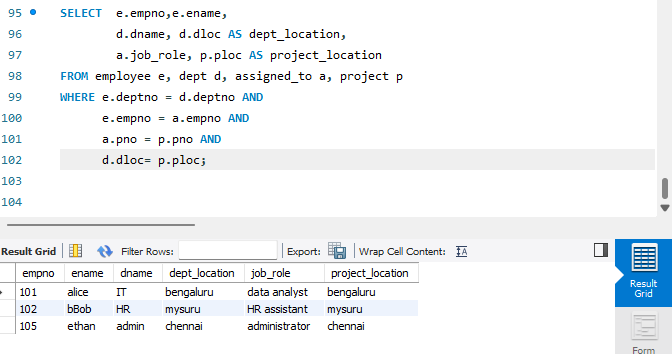 95 SELECT e.empno,e.ename,
96 d.dname, d.dloc AS dept_location,
97 a.job_role, p.ploc AS project_location
98 FROM employee e, dept d, assigned_to a, project p
99 WHERE e.deptno = d.deptno AND
100 e.empno = a.empno AND
101 a.pno = p.pno AND
102 d.dloc= p.ploc;
103
104
Result Grid Filter Rows: Export: Wrap Cell Content:
empno ename dname dept_location job_role project_location
101 alice IT bengaluru data analyst bengaluru
102 bBob HR mysuru HR assistant mysuru
105 ethan admin chennai administrator chennai
Result
Grid
Form